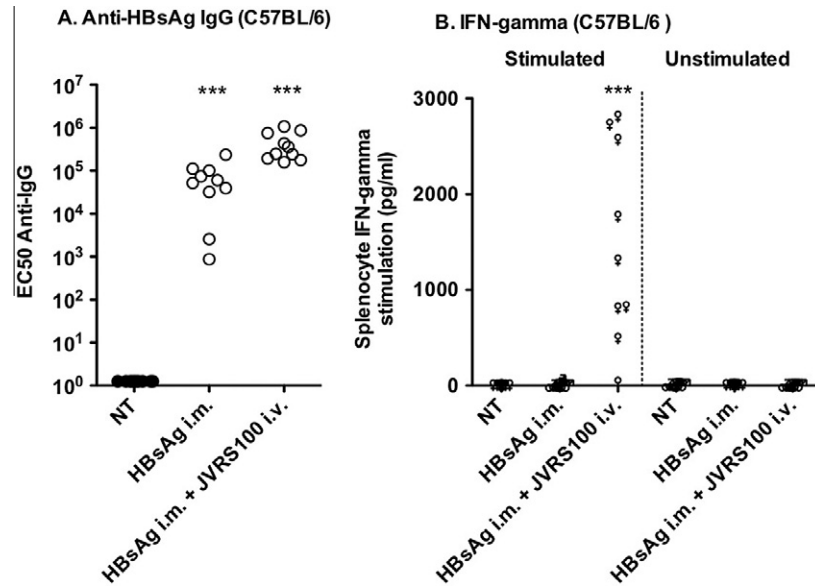 A. Anti-HBsAg IgG (C57BL/6)
EC50 Anti-IgG
10⁷
10⁶
10⁵
10⁴
10³
10²
10¹
10⁰
*** ***
NT
HBsAg i.m.
HBsAg i.m. + JVRS100 i.v.
B. IFN-gamma (C57BL/6 )
Stimulated Unstimulated
***
Splenocyte IFN-gamma
stimulation (pg/ml)
3000
2000
1000
0
NT
HBsAg i.m.
HBsAg i.m. + JVRS100 i.v.
NT
HBsAg i.m.
HBsAg i.m. + JVRS100 i.v.